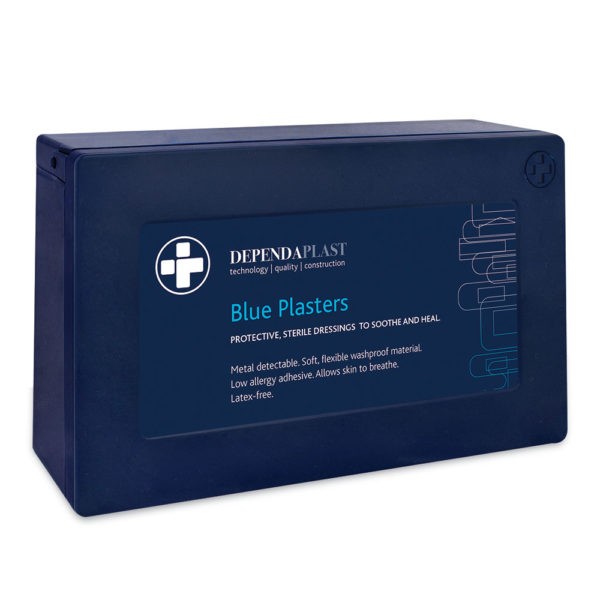 DEPENDAPLAST
technology | quality | construction
Blue Plasters
PROTECTIVE, STERILE DRESSINGS TO SOOTHE AND HEAL.
Metal detectable. Soft, flexible washproof material.
Low allergy adhesive. Allows skin to breathe.
Latex-free.